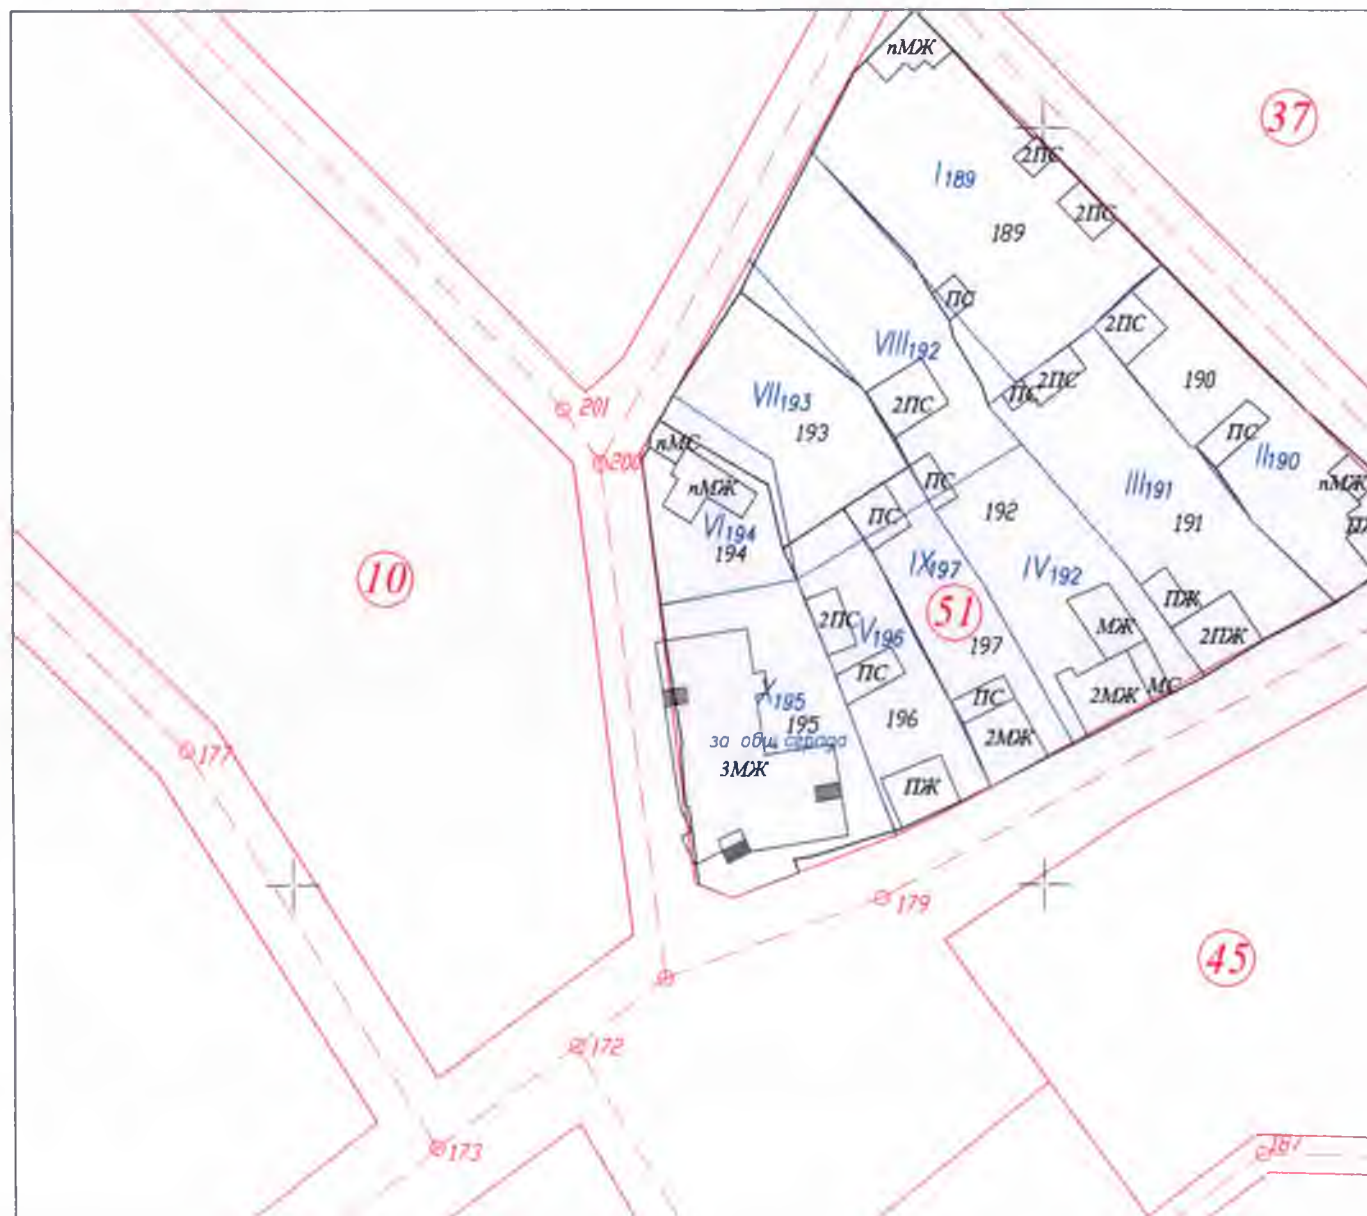 пМЖ
37
2ПС
I189
2ПС
189
ПС
2ПС
VIII192
2ПС
190
ПС
VII193
2ПС
201
193
ПС
II190
пМС
200
ПС
III191
пМЖ
пМЖ
192
ПС
191
VI194
194
IX197
IV192
10
51
ПЖ
2ПС
V196
МЖ
2ПЖ
197
ПС
X195
ПС
2МЖ
МС
195
196
за общ. сграда
2МЖ
177
3МЖ
ПЖ
179
45
172
173
187